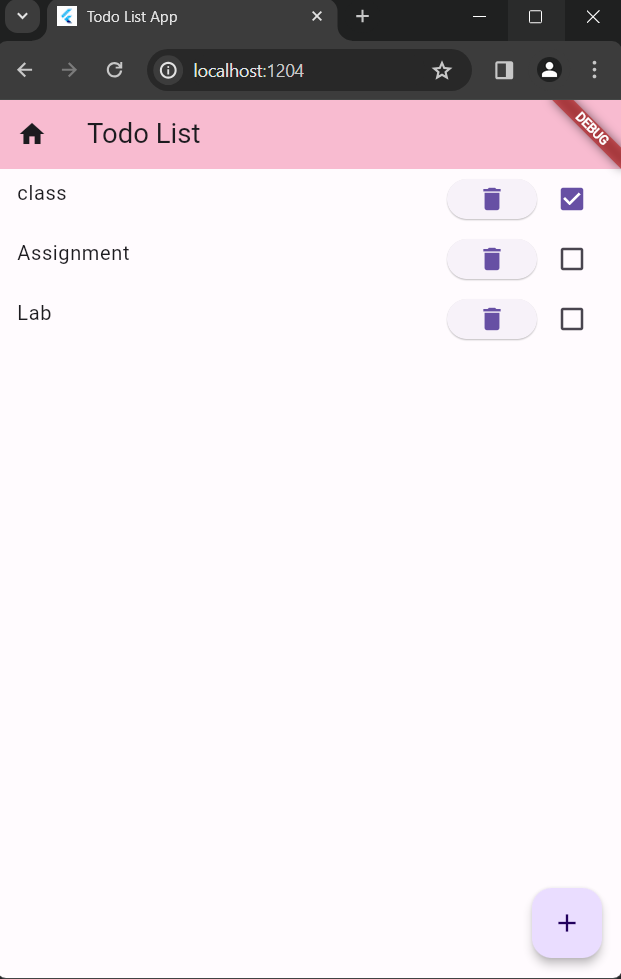 Todo List App
localhost:1204
Todo List
DEBUG
class
Assignment
Lab